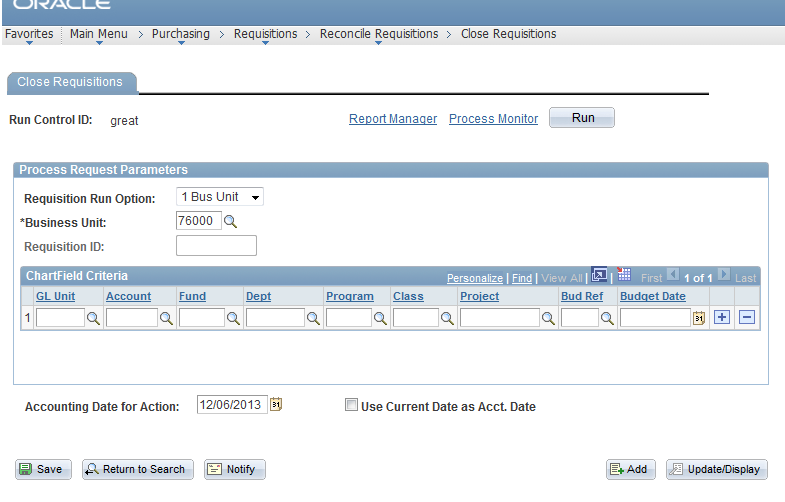 ORACLE
Favorites Main Menu > Purchasing > Requisitions > Reconcile Requisitions > Close Requisitions
Close Requisitions
Run Control ID: great Report Manager Process Monitor Run
Process Request Parameters
Requisition Run Option: 1 Bus Unit
*Business Unit: 76000
Requisition ID:
ChartField Criteria Personalize | Find | View All | | First 1 of 1 Last
GL Unit Account Fund Dept Program Class Project Bud Ref Budget Date
1 31
Accounting Date for Action: 12/06/2013 31 Use Current Date as Acct. Date
Save Return to Search Notify Add Update/Display